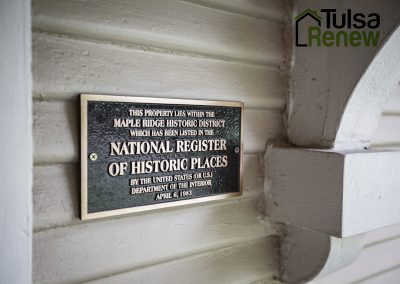 Tulsa
Renew
THIS PROPERTY LIES WITHIN THE
MAPLE RIDGE HISTORIC DISTRICT
WHICH HAS BEEN LISTED IN THE
NATIONAL REGISTER
OF HISTORIC PLACES
BY THE UNITED STATES (OR U.S.)
DEPARTMENT OF THE INTERIOR
APRIL 6, 1983